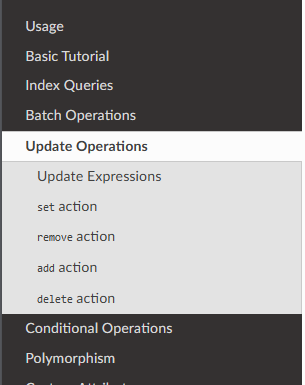 Usage
Basic Tutorial
Index Queries
Batch Operations
Update Operations
Update Expressions
set action
remove action
add action
delete action
Conditional Operations
Polymorphism